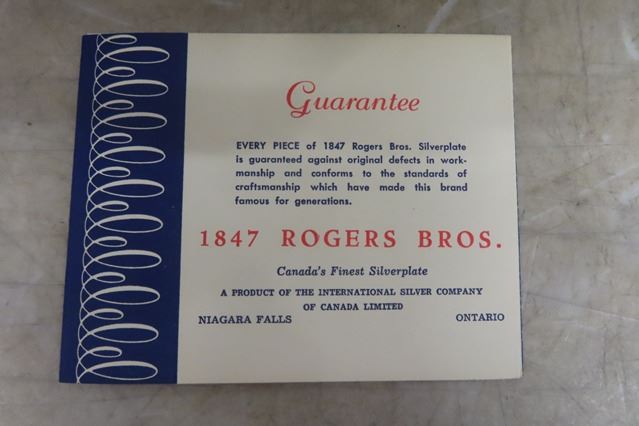 Guarantee
EVERY PIECE of 1847 Rogers Bros. Silverplate
is guaranteed against original defects in work-
manship and conforms to the standards of
craftsmanship which have made this brand
famous for generations.
1847 ROGERS BROS.
Canada's Finest Silverplate
A PRODUCT OF THE INTERNATIONAL SILVER COMPANY
OF CANADA LIMITED
NIAGARA FALLS ONTARIO